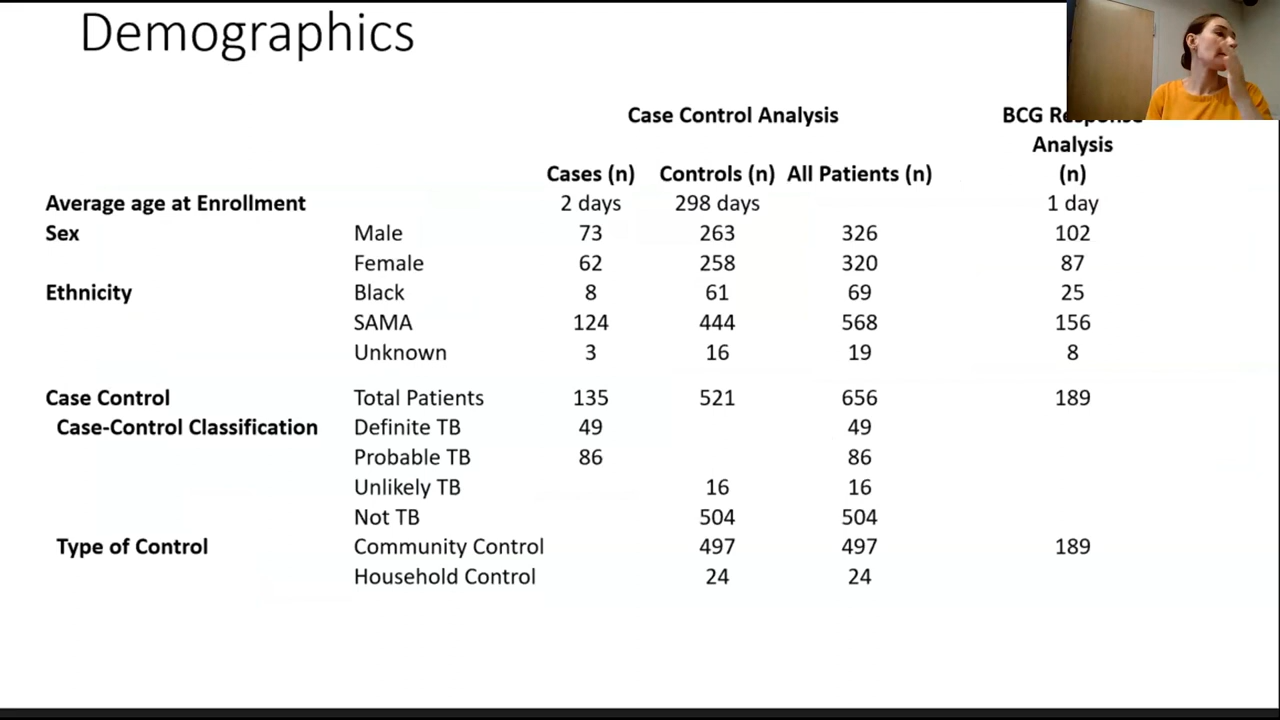 Demographics
Case Control Analysis
BCG
Analysis
Cases (n) Controls (n) All Patients (n) (n)
Average age at Enrollment 2 days 298 days 1 day
Sex Male 73 263 326 102
Female 62 258 320 87
Ethnicity Black 8 61 69 25
SAMA 124 444 568 156
Unknown 3 16 19 8
Case Control Total Patients 135 521 656 189
Case-Control Classification Definite TB 49 49
Probable TB 86 86
Unlikely TB 16 16
Not TB 504 504
Type of Control Community Control 497 497 189
Household Control 24 24